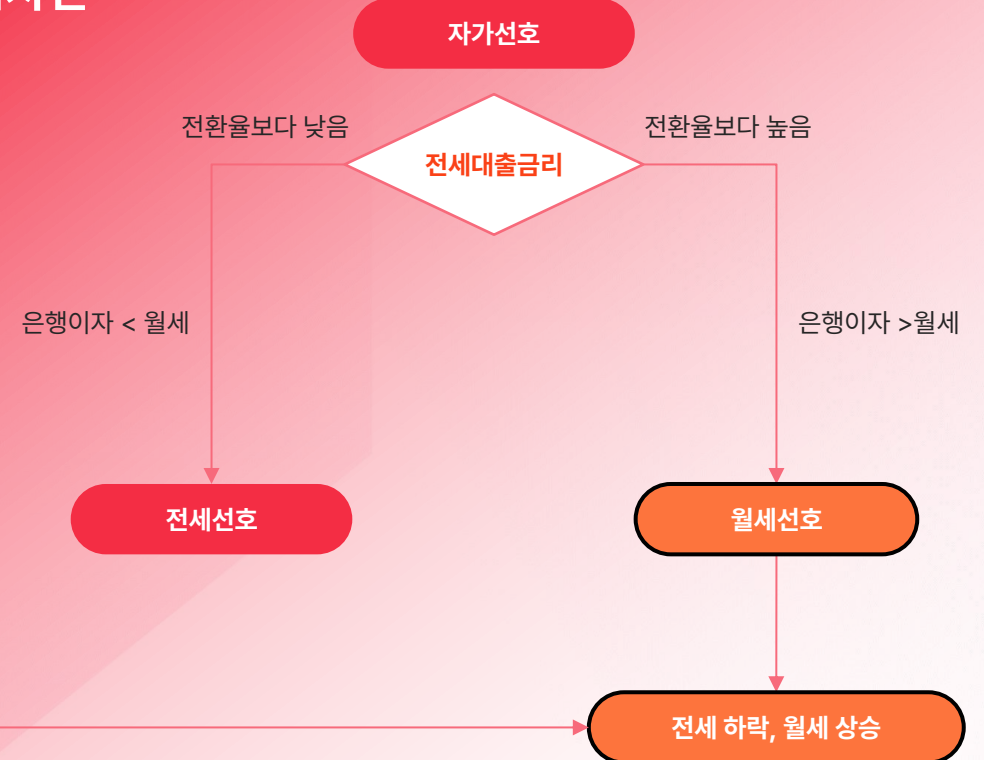 자가선호
전환율보다 낮음
전환율보다 높음
전세대출금리
은행이자 < 월세
은행이자 >월세
전세선호
월세선호
전세 하락, 월세 상승